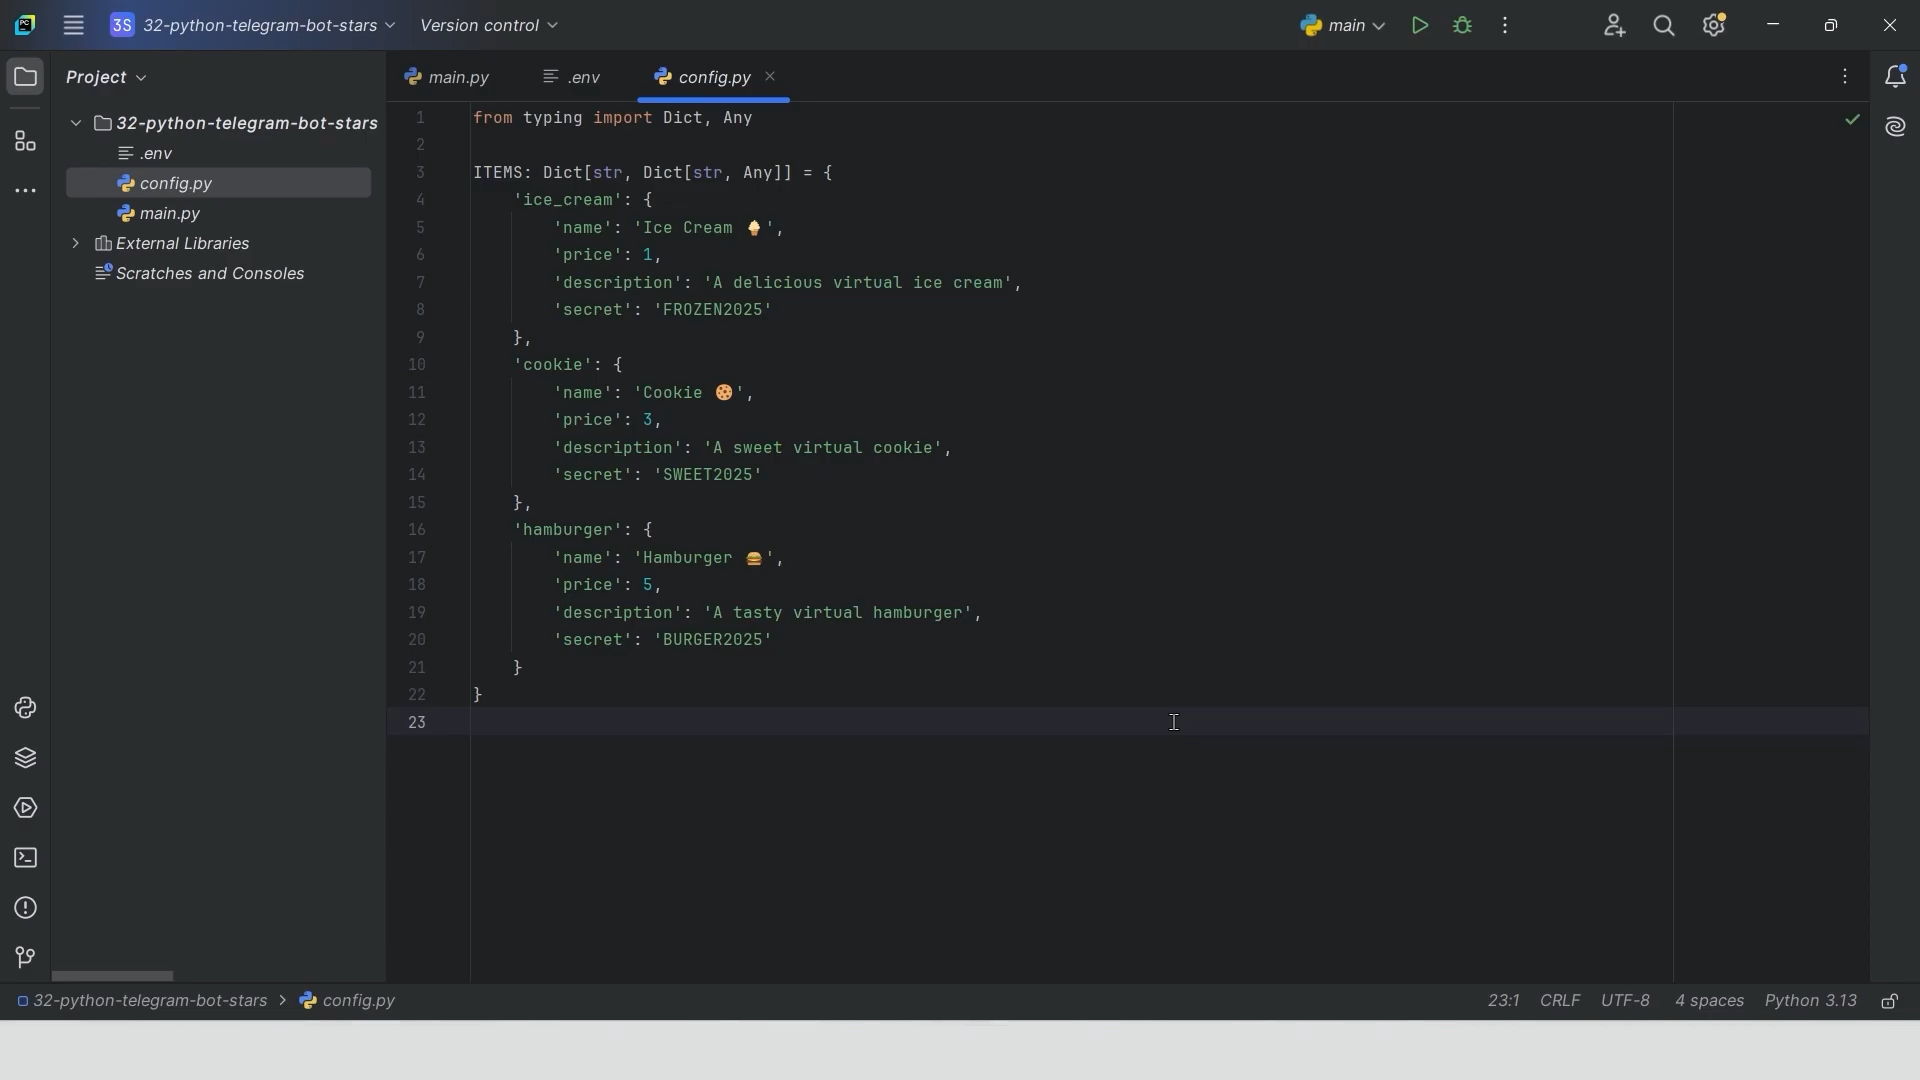 3S 32-python-telegram-bot-stars Version control main
Project
main.py .env config.py
32-python-telegram-bot-stars
.env
config.py
main.py
External Libraries
Scratches and Consoles
1 from typing import Dict, Any
2
3 ITEMS: Dict[str, Dict[str, Any]] = {
4 'ice_cream': {
5 'name': 'Ice Cream 🍦',
6 'price': 1,
7 'description': 'A delicious virtual ice cream',
8 'secret': 'FROZEN2025'
9 },
10 'cookie': {
11 'name': 'Cookie 🍪',
12 'price': 3,
13 'description': 'A sweet virtual cookie',
14 'secret': 'SWEET2025'
15 },
16 'hamburger': {
17 'name': 'Hamburger 🍔',
18 'price': 5,
19 'description': 'A tasty virtual hamburger',
20 'secret': 'BURGER2025'
21 }
22 }
23
32-python-telegram-bot-stars > config.py 23:1 CRLF UTF-8 4 spaces Python 3.13